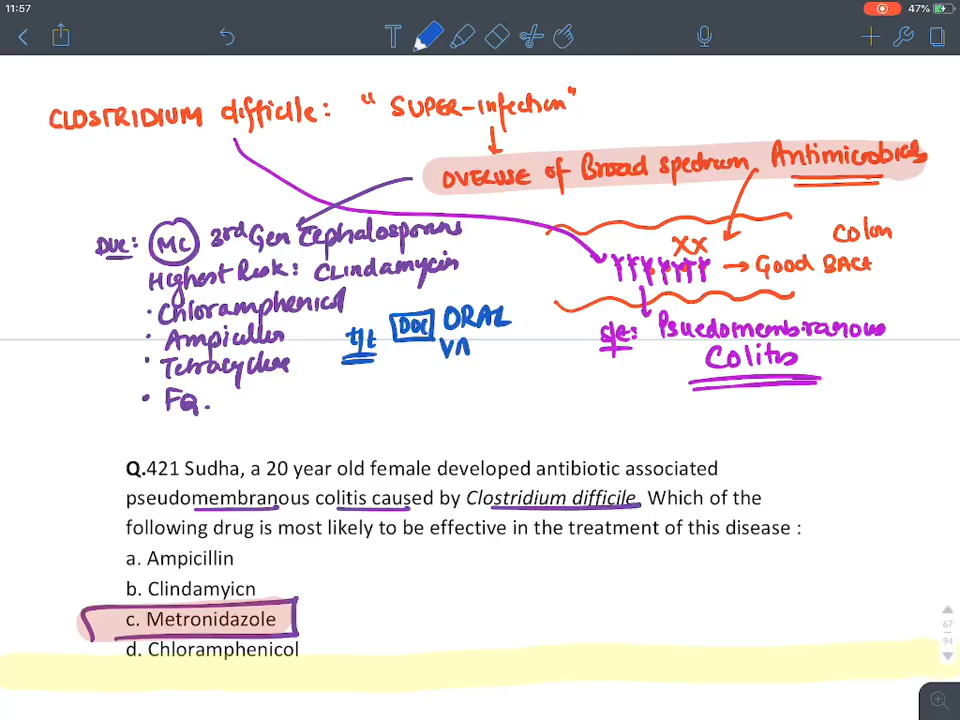 11:57
47%
T
CLOSTRIDIUM difficile: " SUPER-infection"
OVERUSE of Broad spectrum Antimicrobials
Due: MC 3rd Gen Cephalosporins
Highest Risk: CLindamycin
• Chloramphenicol
• Ampicillin
• Tetracycline
• FQ.
XX
Colon
→ Good BACT
t/t DOC ORAL
VA
S/E: Psuedomembranous
Colitis
Q.421 Sudha, a 20 year old female developed antibiotic associated
pseudomembranous colitis caused by Clostridium difficile. Which of the
following drug is most likely to be effective in the treatment of this disease :
a. Ampicillin
b. Clindamyicn
c. Metronidazole
d. Chloramphenicol
67
94